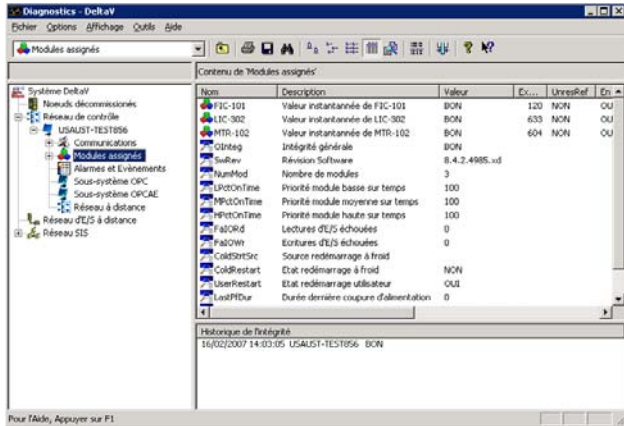 Diagnostics - DeltaV
Fichier Options Affichage Outils Aide
Modules assignés
Contenu de 'Modules assignés'
Système DeltaV
Noeuds décommissionés
Réseau de contrôle
USAUST-TEST856
Communications
Modules assignés
Alarmes et Evènements
Sous-système OPC
Sous-système OPCAE
Réseau à distance
Réseau d'E/S à distance
Réseau SIS
Nom Description Valeur Ex... UnresRef En
FIC-101 Valeur instantannée de FIC-101 BON 120 NON OU
LIC-302 Valeur instantannée de LIC-302 BON 633 NON OU
MTR-102 Valeur instantannée de MTR-102 BON 604 NON OU
OInteg Intégrité générale BON
SwRev Révision Software 8.4.2.4985.xd
NumMod Nombre de modules 3
LPctOnTime Priorité module basse sur temps 100
MPctOnTime Priorité module moyenne sur temps 100
HPctOnTime Priorité module haute sur temps 100
FaIORd Lectures d'E/S échouées 0
FaIOWr Ecritures d'E/S échouées 0
ColdStrtSrc Source redémarrage à froid
ColdRestart Etat redémarrage à froid NON
UserRestart Etat redémarrage utilisateur OUI
LastPfDur Durée dernière coupure d'alimentation 0
Historique de l'intégrité
16/02/2007 14:03:05 USAUST-TEST856 BON
Pour l'Aide, Appuyer sur F1